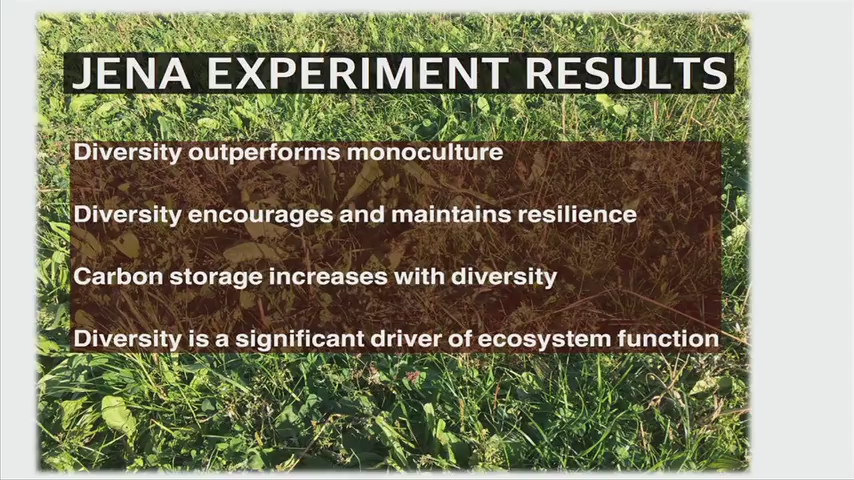 JENA EXPERIMENT RESULTS
Diversity outperforms monoculture
Diversity encourages and maintains resilience
Carbon storage increases with diversity
Diversity is a significant driver of ecosystem function